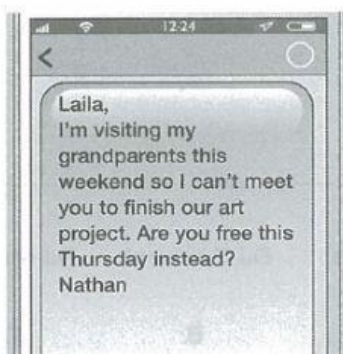 12:24
Laila,
I'm visiting my
grandparents this
weekend so I can't meet
you to finish our art
project. Are you free this
Thursday instead?
Nathan